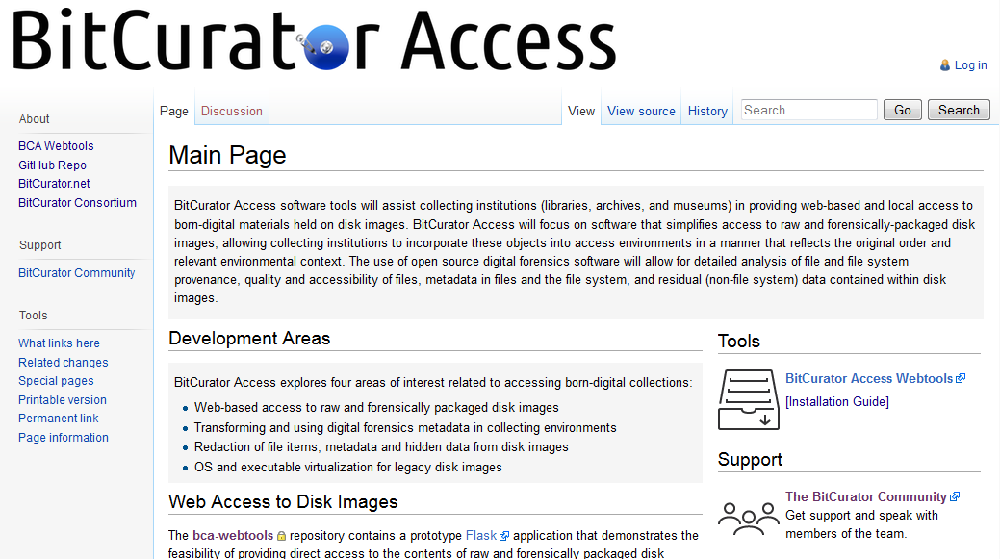 BitCurator Access
Log in
Page
Discussion
View
View source
History
Search
Go
Search
About
BCA Webtools
GitHub Repo
BitCurator.net
BitCurator Consortium
Support
BitCurator Community
Tools
What links here
Related changes
Special pages
Printable version
Permanent link
Page information
Main Page
BitCurator Access software tools will assist collecting institutions (libraries, archives, and museums) in providing web-based and local access to
born-digital materials held on disk images. BitCurator Access will focus on software that simplifies access to raw and forensically-packaged disk
images, allowing collecting institutions to incorporate these objects into access environments in a manner that reflects the original order and
relevant environmental context. The use of open source digital forensics software will allow for detailed analysis of file and file system
provenance, quality and accessibility of files, metadata in files and the file system, and residual (non-file system) data contained within disk
images.
Development Areas
BitCurator Access explores four areas of interest related to accessing born-digital collections:
Web-based access to raw and forensically packaged disk images
Transforming and using digital forensics metadata in collecting environments
Redaction of file items, metadata and hidden data from disk images
OS and executable virtualization for legacy disk images
Web Access to Disk Images
The bca-webtools repository contains a prototype Flask application that demonstrates the
feasibility of providing direct access to the contents of raw and forensically packaged disk
Tools
BitCurator Access Webtools
[Installation Guide]
Support
The BitCurator Community
Get support and speak with
members of the team.